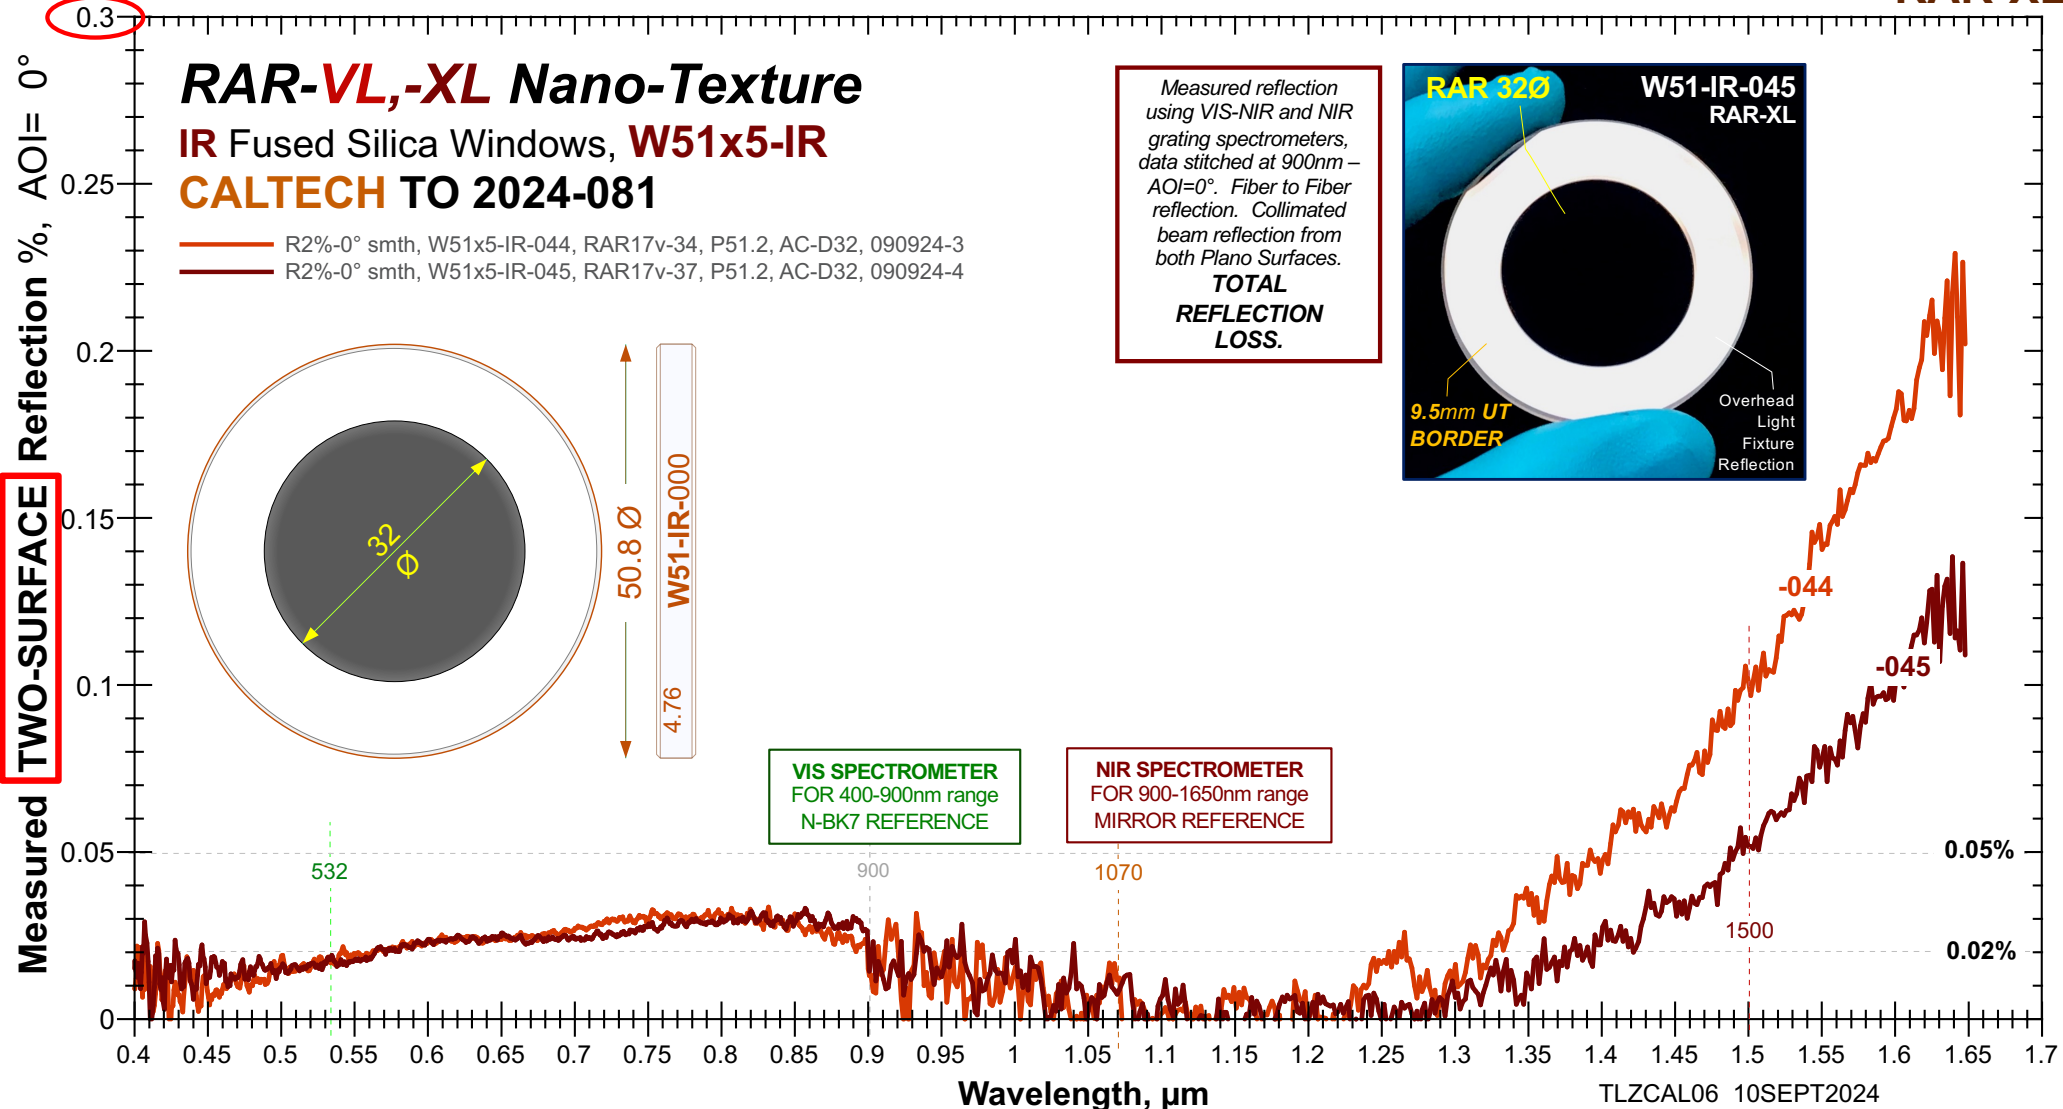 RAR-XL
0.3
RAR-VL,-XL Nano-Texture
IR Fused Silica Windows, W51x5-IR
CALTECH TO 2024-081
R2%-0° smth, W51x5-IR-044, RAR17v-34, P51.2, AC-D32, 090924-3
R2%-0° smth, W51x5-IR-045, RAR17v-37, P51.2, AC-D32, 090924-4
Measured reflection
using VIS-NIR and NIR
grating spectrometers,
data stitched at 900nm –
AOI=0°. Fiber to Fiber
reflection. Collimated
beam reflection from
both Plano Surfaces.
TOTAL
REFLECTION
LOSS.
RAR 32Ø
W51-IR-045
RAR-XL
9.5mm UT
BORDER
Overhead
Light
Fixture
Reflection
Measured TWO-SURFACE Reflection %, AOI= 0°
0.25
0.2
0.15
0.1
0.05
0
32
Ø
50.8 Ø
W51-IR-000
4.76
-044
-045
VIS SPECTROMETER
FOR 400-900nm range
N-BK7 REFERENCE
NIR SPECTROMETER
FOR 900-1650nm range
MIRROR REFERENCE
532
900
1070
1500
0.05%
0.02%
0.4 0.45 0.5 0.55 0.6 0.65 0.7 0.75 0.8 0.85 0.9 0.95 1 1.05 1.1 1.15 1.2 1.25 1.3 1.35 1.4 1.45 1.5 1.55 1.6 1.65 1.7
Wavelength, µm
TLZCAL06 10SEPT2024